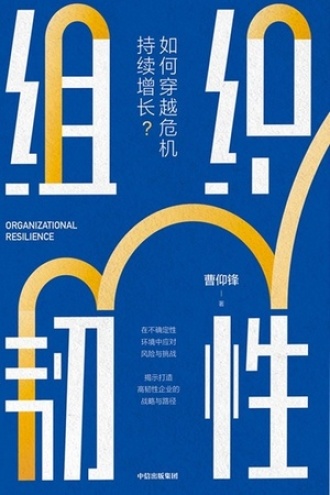 组织
如何穿越危机
持续增长？
ORGANIZATIONAL
RESILIENCE
韧性
曹仰锋
著
在不确定性
环境中应对
风险与挑战
揭示打造
高韧性企业的
战略与路径
中信出版集团